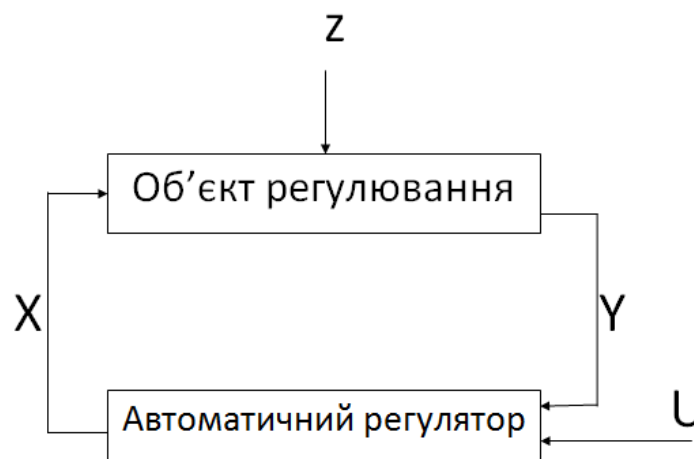 z
Об’єкт регулювання
X
Y
Автоматичний регулятор
U